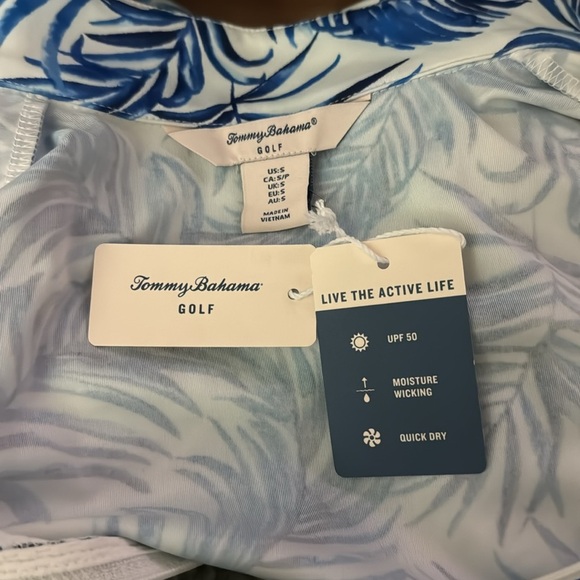 Tommy Bahama®
GOLF
US:S
CA:S/P
UK:S
EU:S
AU:S
MADE IN
VIETNAM
Tommy Bahama
GOLF
LIVE THE ACTIVE LIFE
UPF 50
MOISTURE
WICKING
QUICK DRY